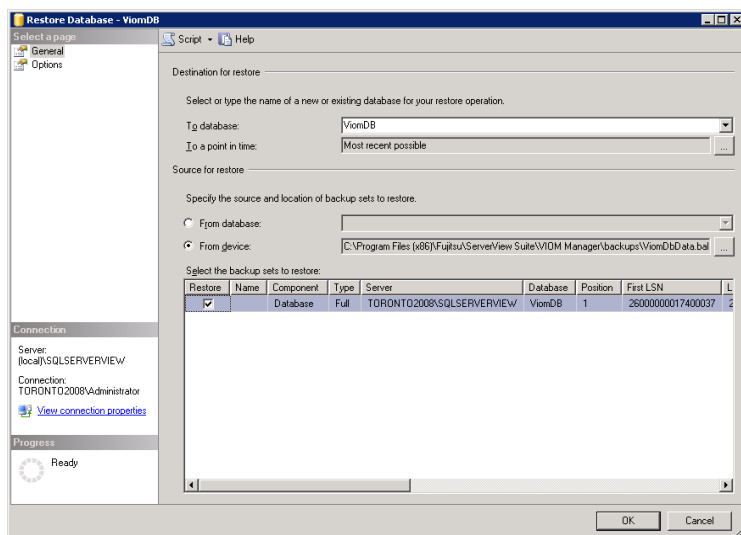 Restore Database - ViomDB
Select a page
General
Options
Script
Help
Destination for restore
Select or type the name of a new or existing database for your restore operation.
To database:
ViomDB
To a point in time:
Most recent possible
...
Source for restore
Specify the source and location of backup sets to restore.
From database:
From device:
C:\Program Files (x86)\Fujitsu\ServerView Suite\VIOM Manager\backups\ViomDbData.bal
...
Select the backup sets to restore:
Restore Name Component Type Server Database Position First LSN L
Database Full TORONTO2008\SQLSERVERVIEW ViomDB 1 26000000017400037 2
Connection
Server:
(local)\SQLSERVERVIEW
Connection:
TORONTO2008\Administrator
View connection properties
Progress
Ready
OK Cancel